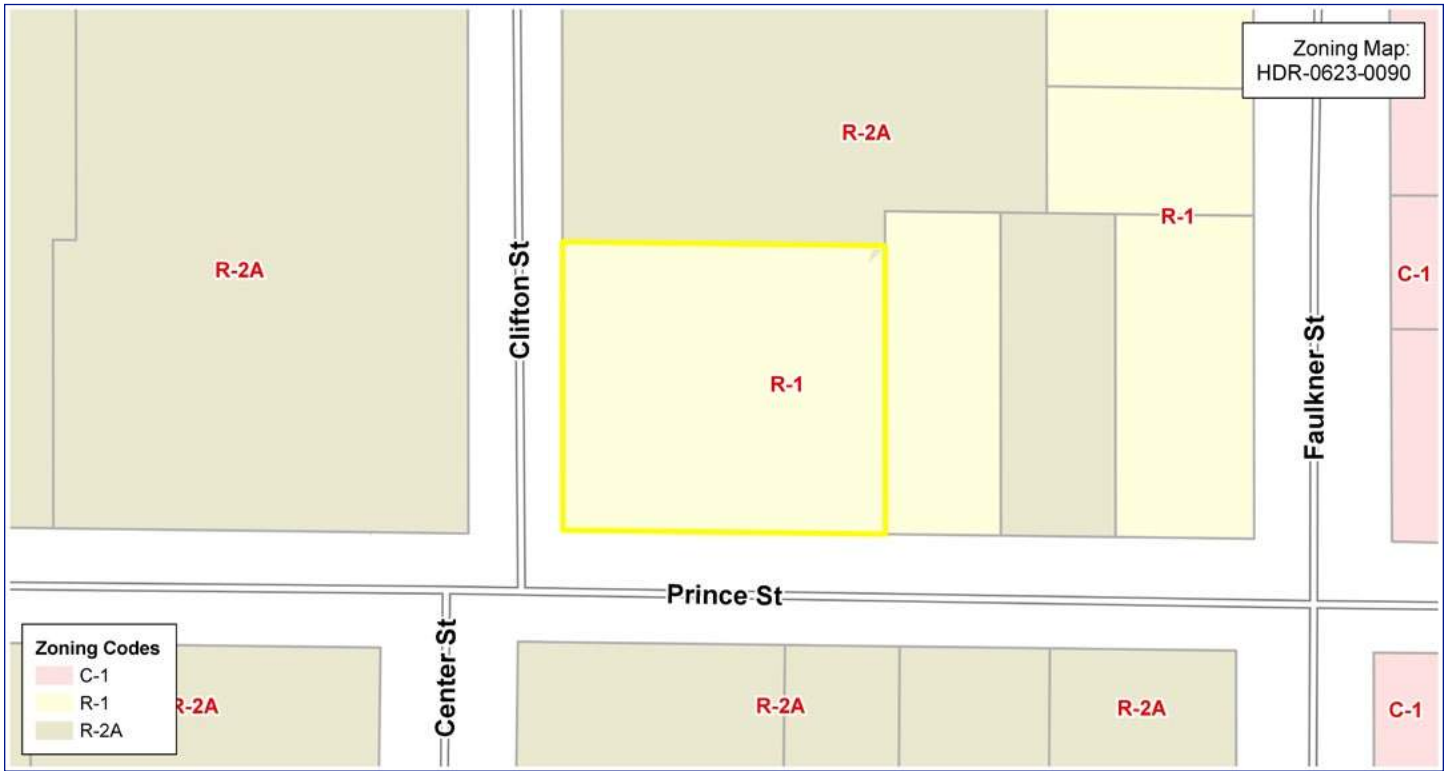 Zoning Map:
HDR-0623-0090
R-2A
R-1
R-2A
C-1
Clifton St
R-1
Faulkner St
Prince St
Center St
Zoning Codes
C-1
R-1
R-2A
R-2A
R-2A
R-2A
C-1